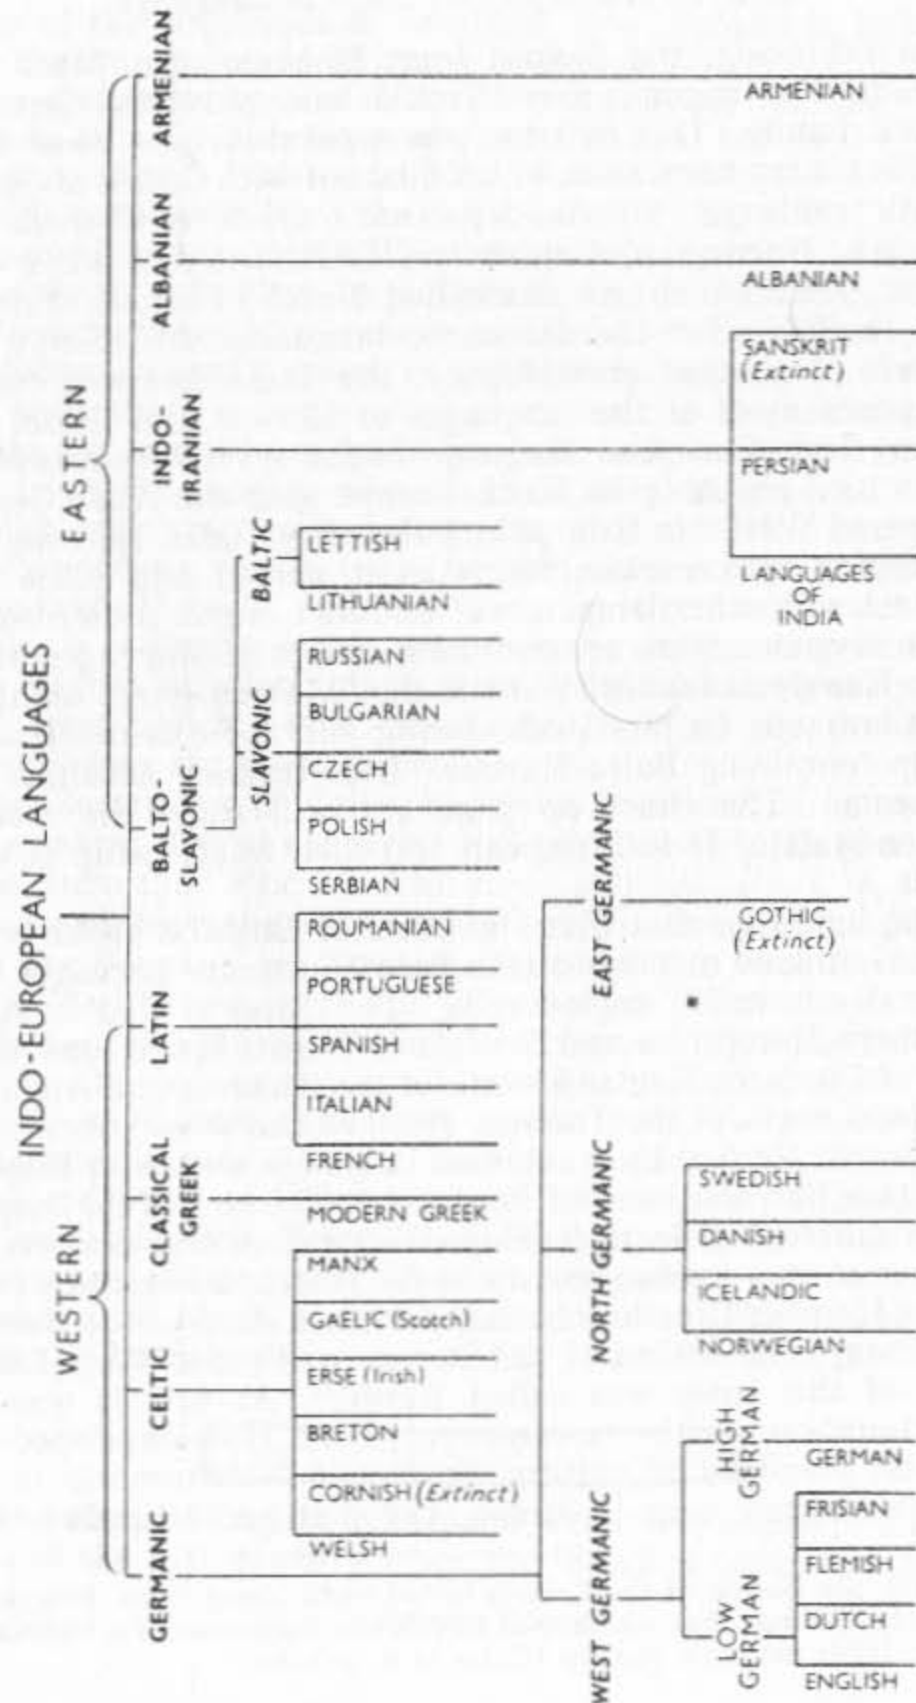 INDO-EUROPEAN LANGUAGES
EASTERN
WESTERN
ARMENIAN
ALBANIAN
INDO-
IRANIAN
BALTO-
SLAVONIC
LATIN
CLASSICAL
GREEK
CELTIC
GERMANIC
BALTIC
SLAVONIC
ARMENIAN
ALBANIAN
SANSKRIT
(Extinct)
PERSIAN
LANGUAGES
OF
INDIA
LETTISH
LITHUANIAN
RUSSIAN
BULGARIAN
CZECH
POLISH
SERBIAN
ROUMANIAN
PORTUGUESE
SPANISH
ITALIAN
FRENCH
MODERN GREEK
MANX
GAELIC (Scotch)
ERSE (Irish)
BRETON
CORNISH (Extinct)
WELSH
EAST GERMANIC
GOTHIC
(Extinct)
NORTH GERMANIC
SWEDISH
DANISH
ICELANDIC
NORWEGIAN
WEST GERMANIC
HIGH
GERMAN
GERMAN
LOW
GERMAN
FRISIAN
FLEMISH
DUTCH
ENGLISH